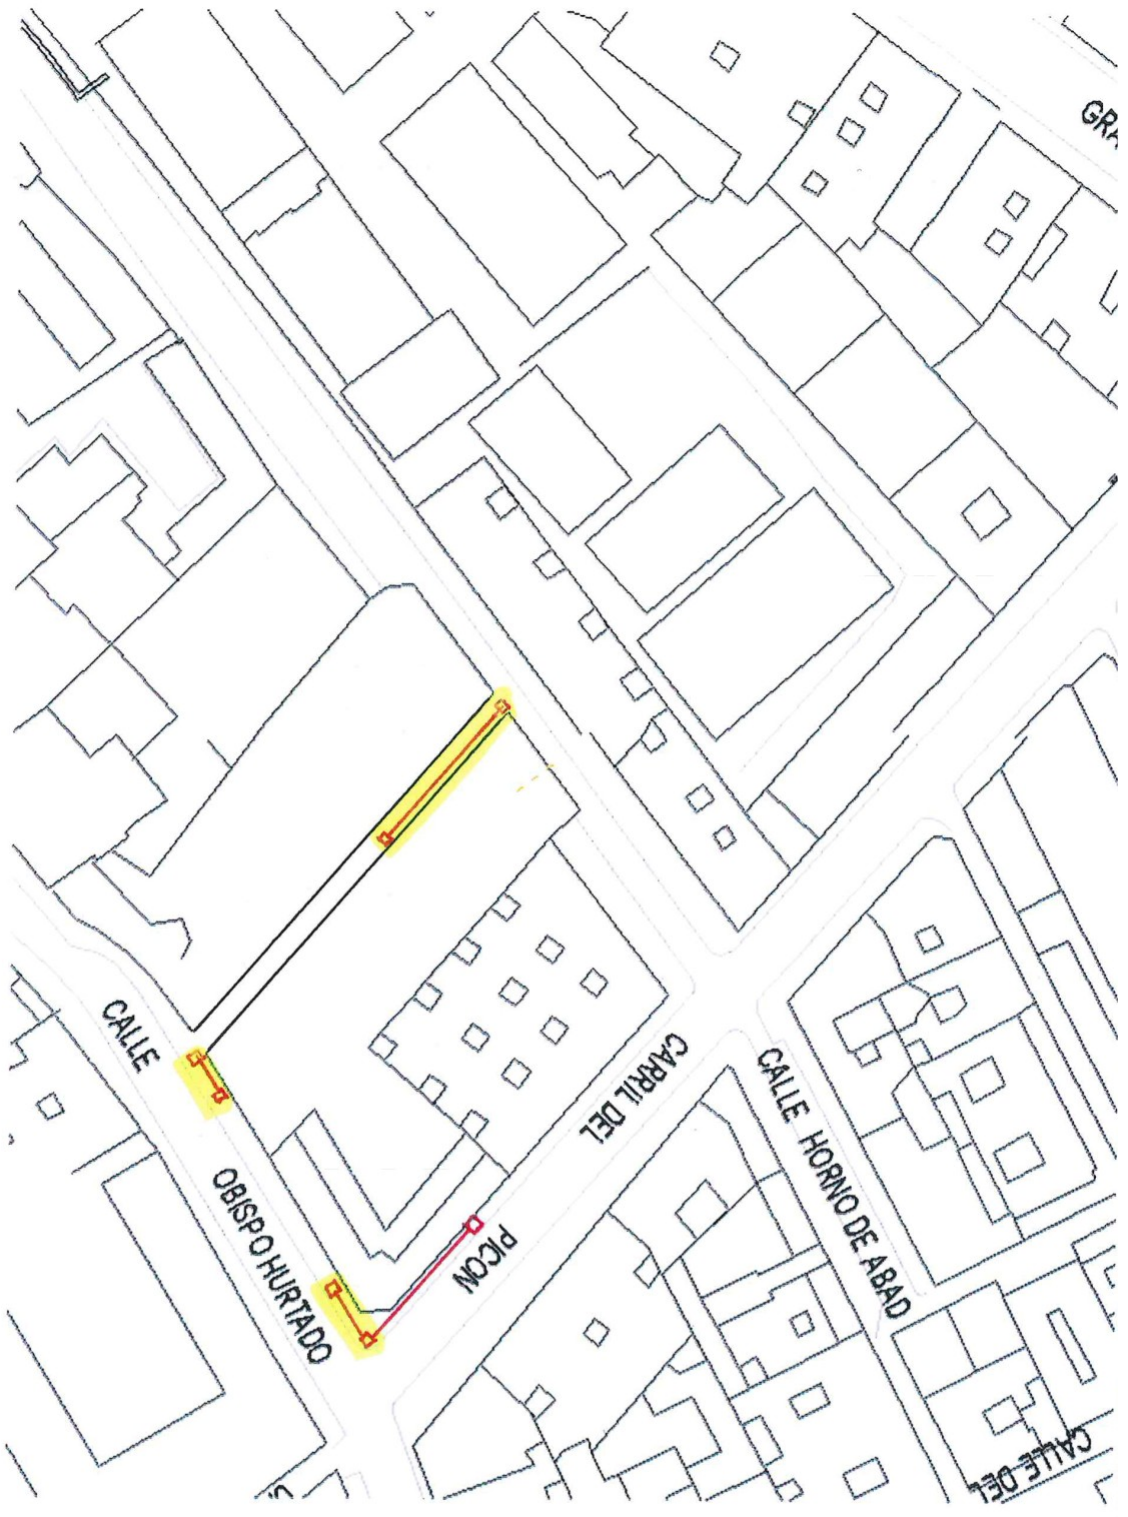 GRA
CALLE
OBISPO HURTADO
CARRIL DEL
PICON
CALLE HORNO DE ABAD
CALLE DEL